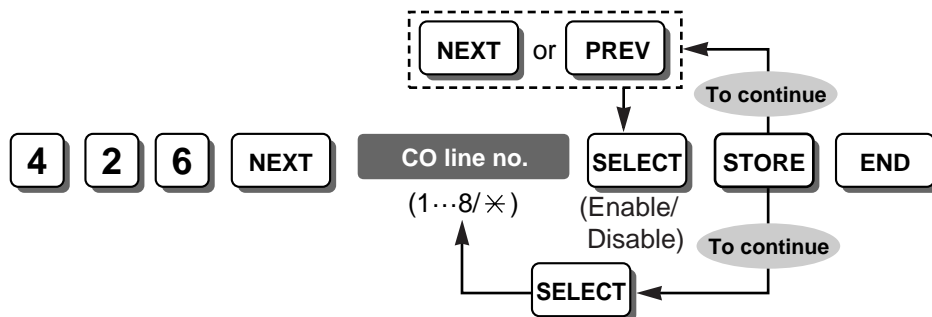 NEXT or PREV
To continue
4 2 6 NEXT CO line no. SELECT STORE END
(1···8/✳)
(Enable/
Disable)
To continue
SELECT